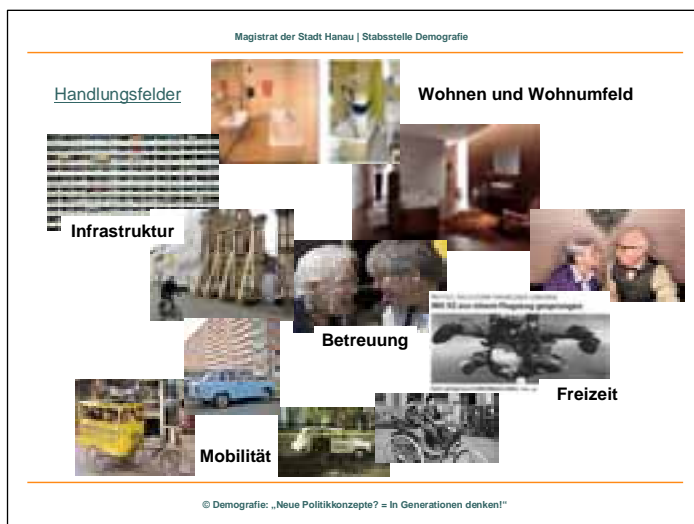 Magistrat der Stadt Hanau | Stabsstelle Demografie
Handlungsfelder
Wohnen und Wohnumfeld
Infrastruktur
Betreuung
Freizeit
Mobilität
© Demografie: „Neue Politikkonzepte? = In Generationen denken!“